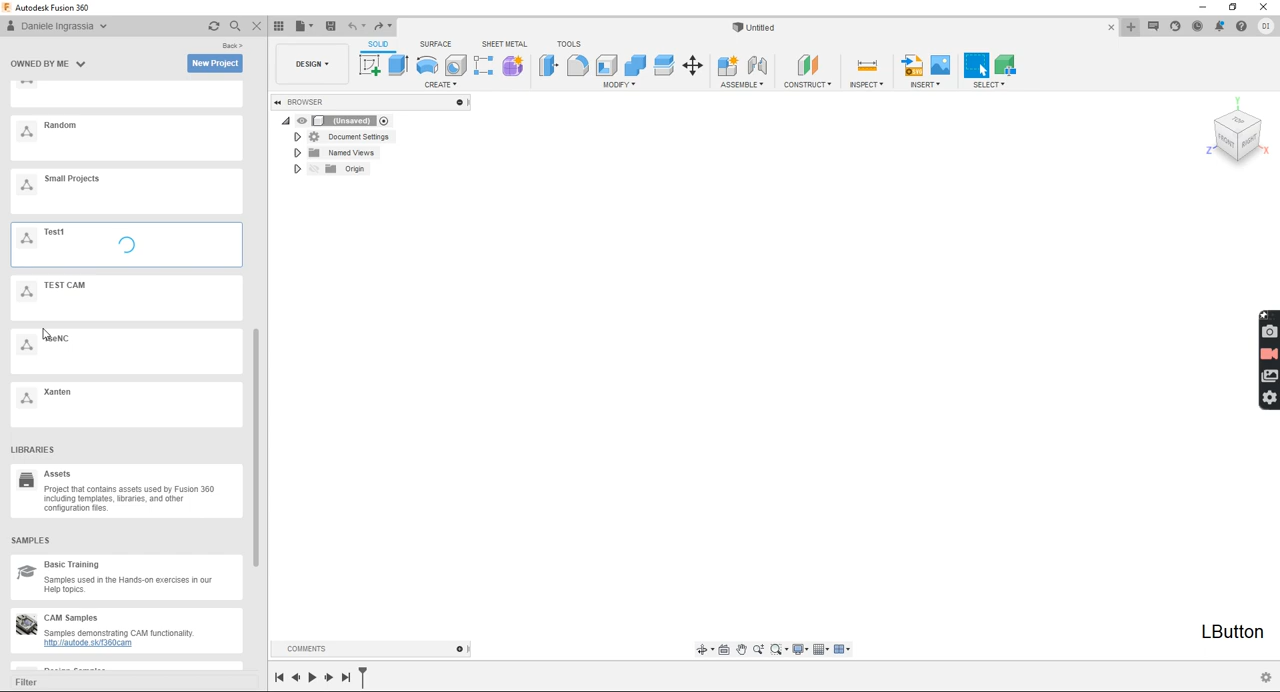 Autodesk Fusion 360
Daniele Ingrassia
Untitled
DI
Back >
OWNED BY ME
New Project
DESIGN
SOLID SURFACE SHEET METAL TOOLS
CREATE MODIFY ASSEMBLE CONSTRUCT INSPECT INSERT SELECT
BROWSER
(Unsaved)
Document Settings
Named Views
Origin
TOP
FRONT RIGHT
Y
Z X
Random
Small Projects
Test1
TEST CAM
Xanten
LIBRARIES
Assets
Project that contains assets used by Fusion 360
including templates, libraries, and other
configuration files.
SAMPLES
Basic Training
Samples used in the Hands-on exercises in our
Help topics.
CAM Samples
Samples demonstrating CAM functionality.
http://autode.sk/f360cam
Filter
COMMENTS
LButton